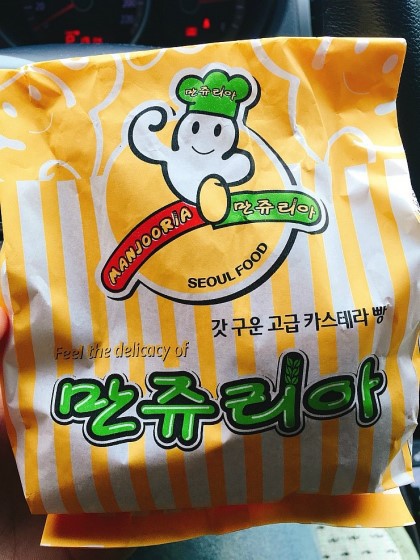 만쥬리아
MANJOORiA 만쥬리아
SEOUL FOOD
갓 구운 고급 카스테라 빵
Feel the delicacy of
만쥬리아